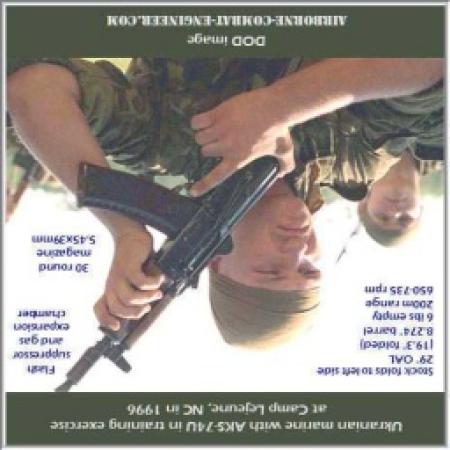 Ukranian marine with AKS-74U in training exercise
at Camp Lejeune, NC in 1996
Stock folds to left side
29" OAL
(19.3" folded)
8.274" barrel
6 lbs empty
200m range
650-735 rpm
Flash
suppressor
and gas
expansion
chamber
30 round
magazine
5.45x39mm
DOD image
AIRBORNE-COMBAT-ENGINEER.COM